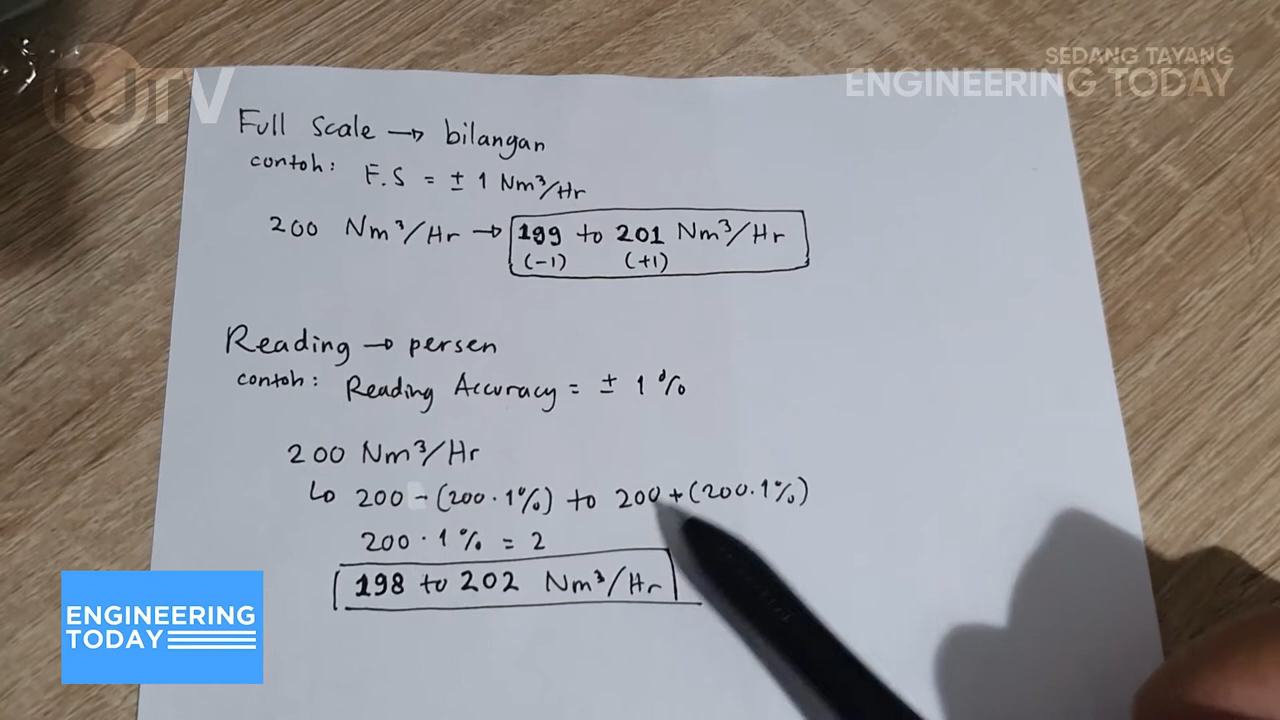 RJTV
SEDANG TAYANG
ENGINEERING TODAY
Full Scale → bilangan
contoh: F.S = ± 1 Nm³/Hr
200 Nm³/Hr → 199 to 201 Nm³/Hr
(-1) (+1)
Reading → persen
contoh: Reading Accuracy = ± 1 %
200 Nm³/Hr
↳ 200 - (200 . 1%) to 200 + (200 . 1%)
200 . 1 % = 2
198 to 202 Nm³/Hr
ENGINEERING
TODAY